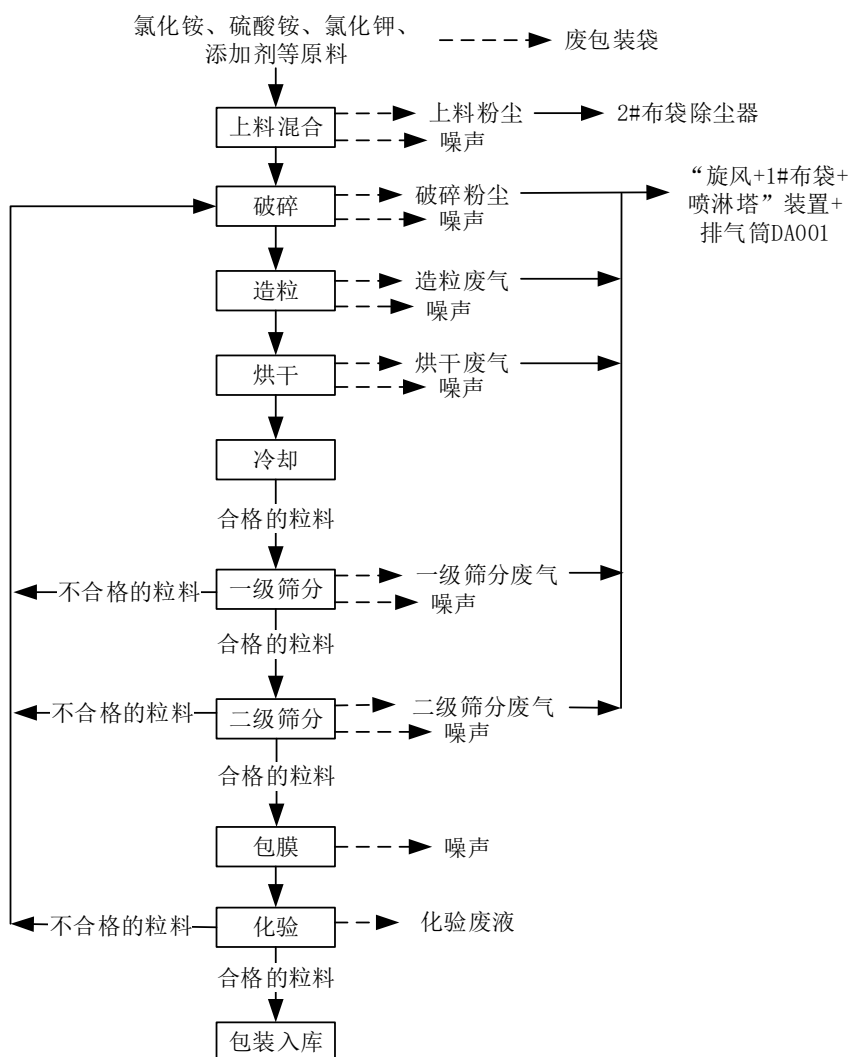 氯化铵、硫酸铵、氯化钾、
添加剂等原料
废包装袋
上料混合
上料粉尘
2#布袋除尘器
噪声
破碎
破碎粉尘
噪声
“旋风+1#布袋+
喷淋塔”装置+
排气筒DA001
造粒
造粒废气
噪声
烘干
烘干废气
噪声
冷却
合格的粒料
不合格的粒料
一级筛分
一级筛分废气
噪声
合格的粒料
不合格的粒料
二级筛分
二级筛分废气
噪声
合格的粒料
包膜
噪声
不合格的粒料
化验
化验废液
合格的粒料
包装入库